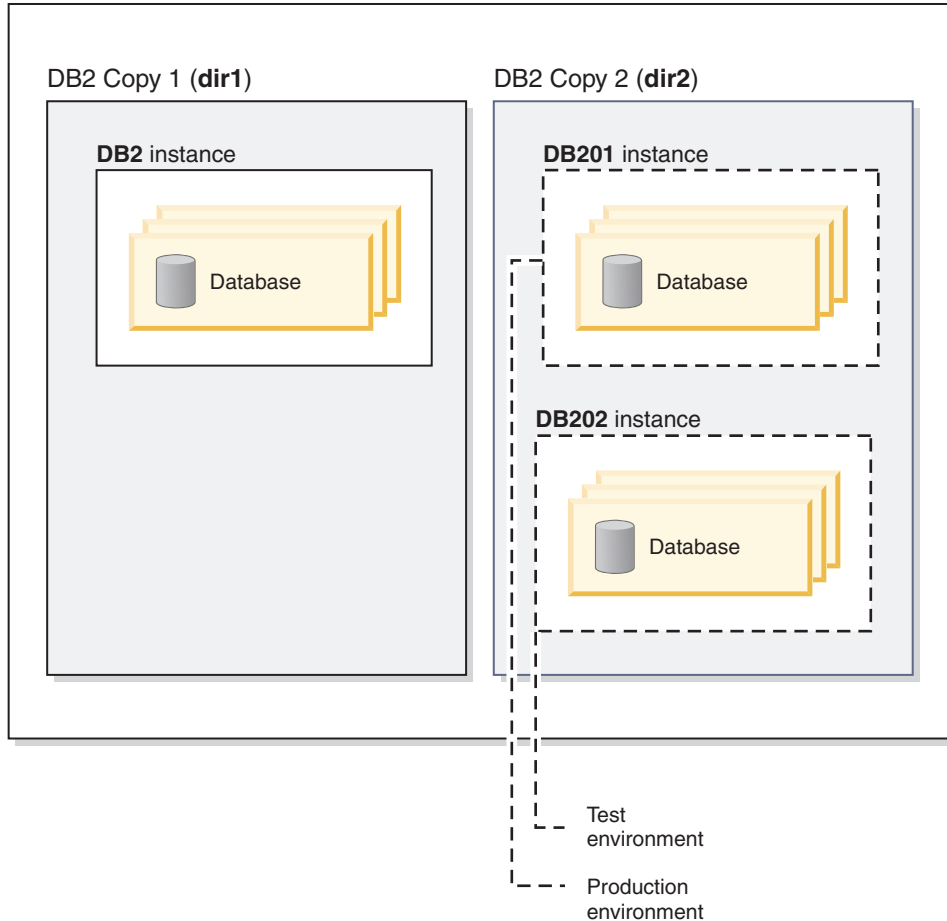 DB2 Copy 1 (dir1)
DB2 instance
Database
DB2 Copy 2 (dir2)
DB201 instance
Database
DB202 instance
Database
Test
environment
Production
environment